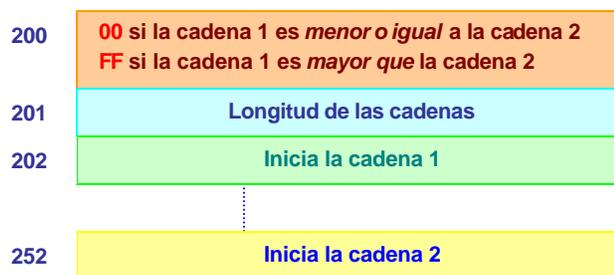 200
00 si la cadena 1 es menor o igual a la cadena 2
FF si la cadena 1 es mayor que la cadena 2
201
Longitud de las cadenas
202
Inicia la cadena 1
252
Inicia la cadena 2